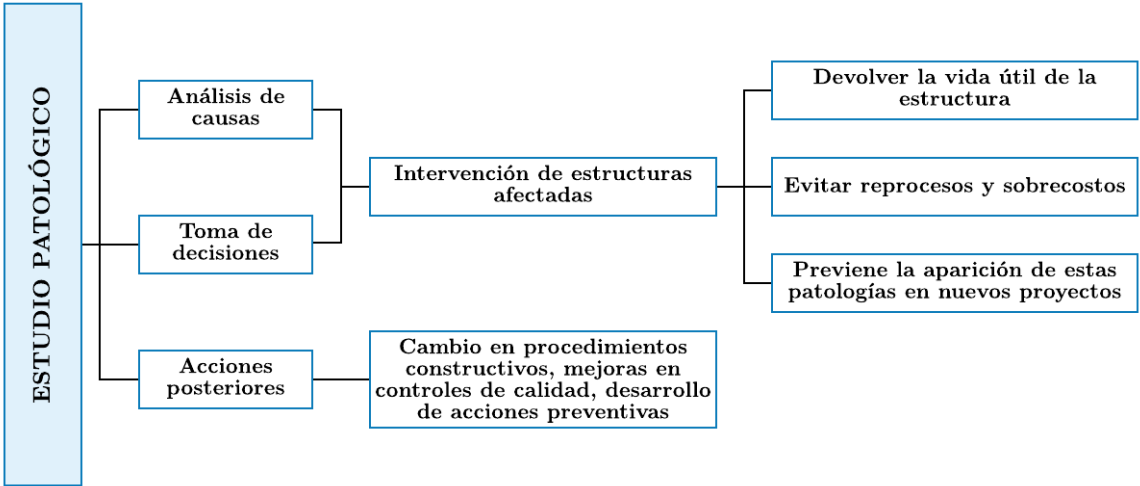 ESTUDIO PATOLÓGICO
Análisis de
causas
Toma de
decisiones
Acciones
posteriores
Intervención de estructuras
afectadas
Cambio en procedimientos
constructivos, mejoras en
controles de calidad, desarrollo
de acciones preventivas
Devolver la vida útil de la
estructura
Evitar reprocesos y sobrecostos
Previene la aparición de estas
patologías en nuevos proyectos